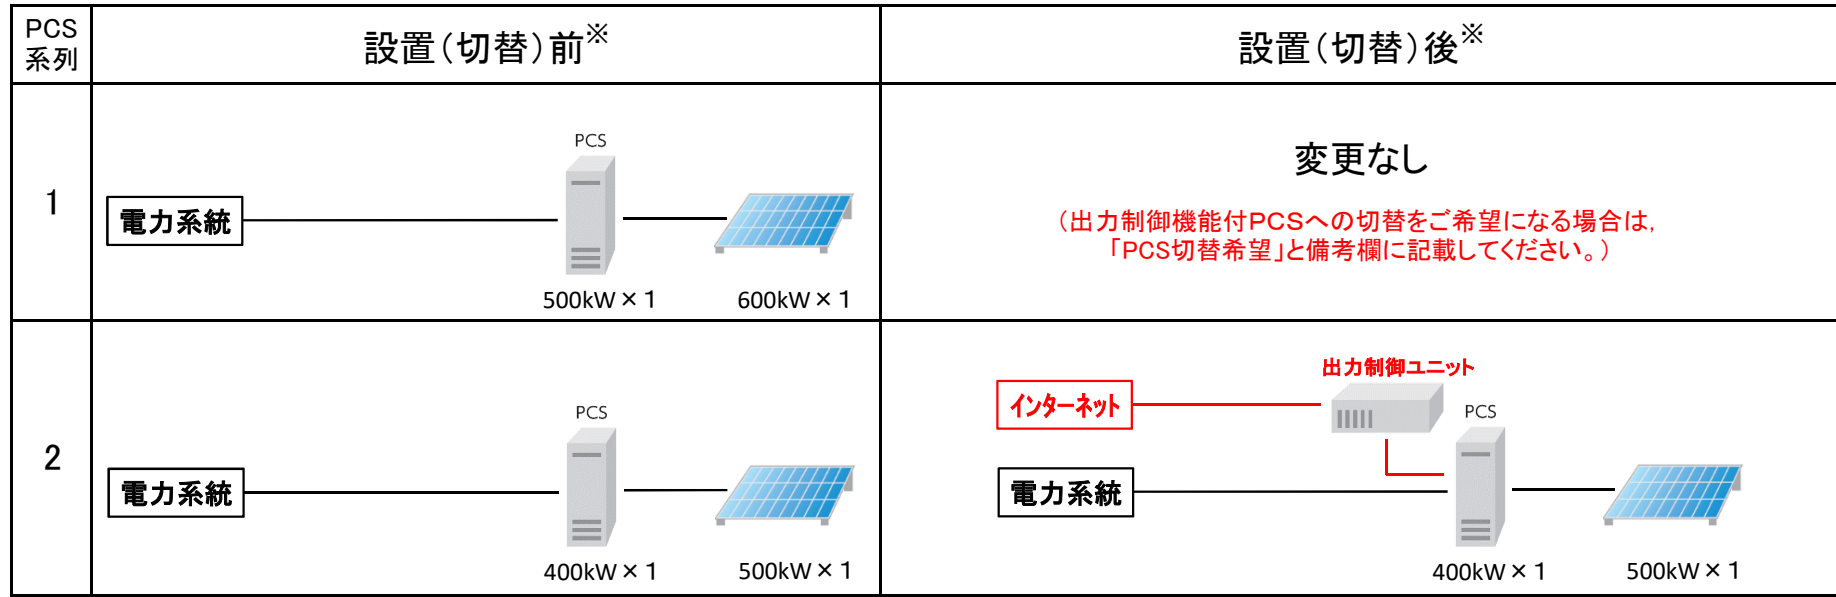 PCS
系列
設置(切替)前※
設置(切替)後※
1
PCS
電力系統
500kW×1
600kW×1
変更なし
(出力制御機能付PCSへの切替をご希望になる場合は,
「PCS切替希望」と備考欄に記載してください。)
2
PCS
電力系統
400kW×1
500kW×1
出力制御ユニット
インターネット
PCS
電力系統
400kW×1
500kW×1